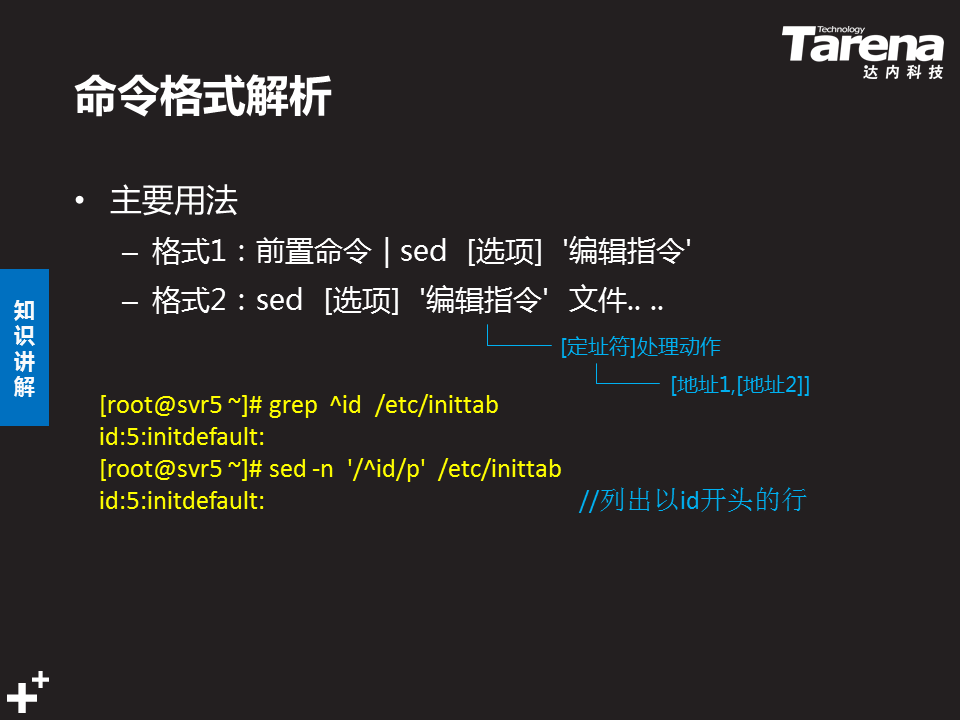 Technology
Tarena
达内科技
命令格式解析
• 主要用法
– 格式1：前置命令 | sed [选项] '编辑指令'
– 格式2：sed [选项] '编辑指令' 文件.. ..
[定址符]处理动作
[地址1,[地址2]]
知识讲解
[root@svr5 ~]# grep ^id /etc/inittab
id:5:initdefault:
[root@svr5 ~]# sed -n '/^id/p' /etc/inittab
id:5:initdefault: //列出以id开头的行